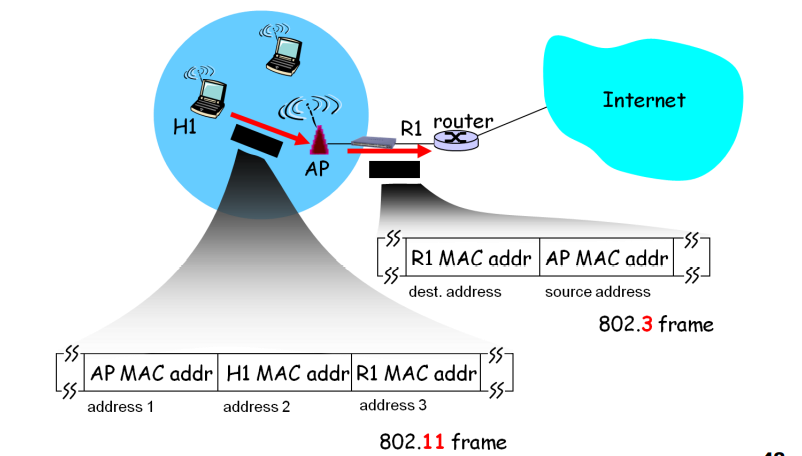 Internet
router
R1
H1
AP
R1 MAC addr AP MAC addr
dest. address source address
802.3 frame
AP MAC addr H1 MAC addr R1 MAC addr
address 1 address 2 address 3
802.11 frame